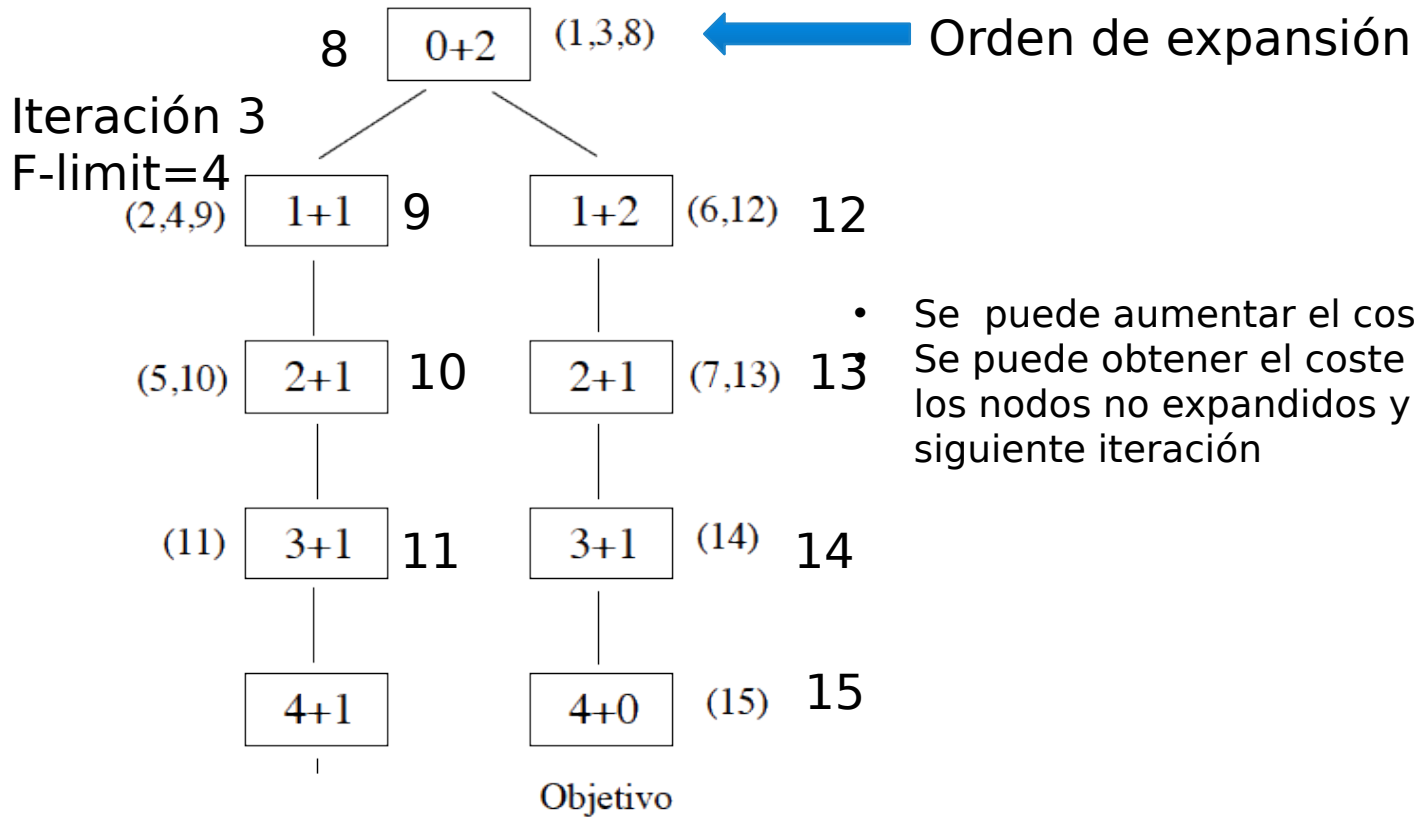 8 0+2 (1,3,8) Orden de expansión
Iteración 3
F-limit=4
(2,4,9) 1+1 9 1+2 (6,12) 12
• Se puede aumentar el cos
(5,10) 2+1 10 2+1 (7,13) 13
• Se puede obtener el coste
los nodos no expandidos y
siguiente iteración
(11) 3+1 11 3+1 (14) 14
4+1 4+0 (15) 15
Objetivo